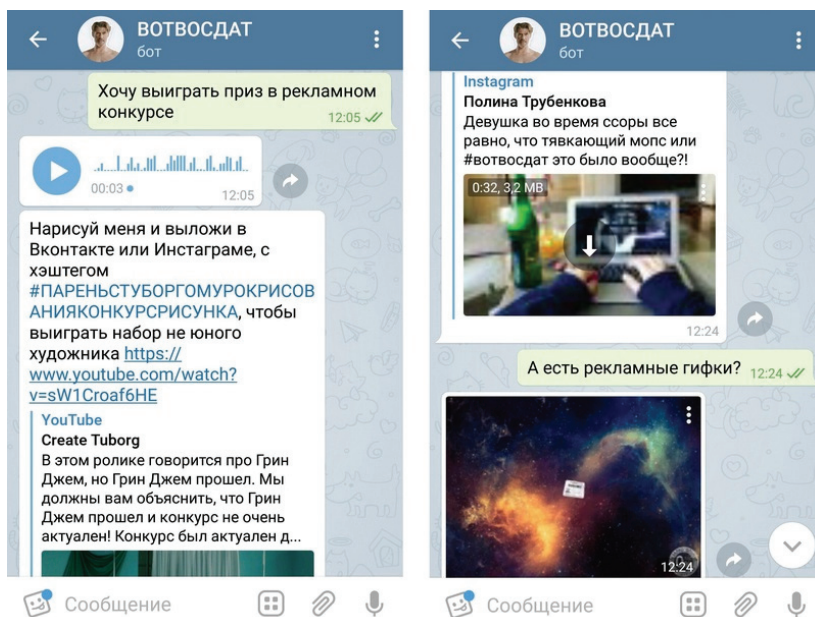 ВОТВОСДАТ
бот
Хочу выиграть приз в рекламном
конкурсе
12:05
00:03
12:05
Нарисуй меня и выложи в
Вконтакте или Инстаграме, с
хэштегом
#ПАРЕНЬСТУБОРГОМУРОКРИСОВ
АНИЯКОНКУРСРИСУНКА, чтобы
выиграть набор не юного
художника https://
www.youtube.com/watch?
v=sW1Croaf6HE
YouTube
Create Tuborg
В этом ролике говорится про Грин
Джем, но Грин Джем прошел. Мы
должны вам объяснить, что Грин
Джем прошел и конкурс не очень
актуален! Конкурс был актуален д...
Сообщение
ВОТВОСДАТ
бот
Instagram
Полина Трубенкова
Девушка во время ссоры все
равно, что тявкающий мопс или
#вотвосдат это было вообще?!
0:32, 3,2 MB
12:24
А есть рекламные гифки? 12:24
12:24
Сообщение